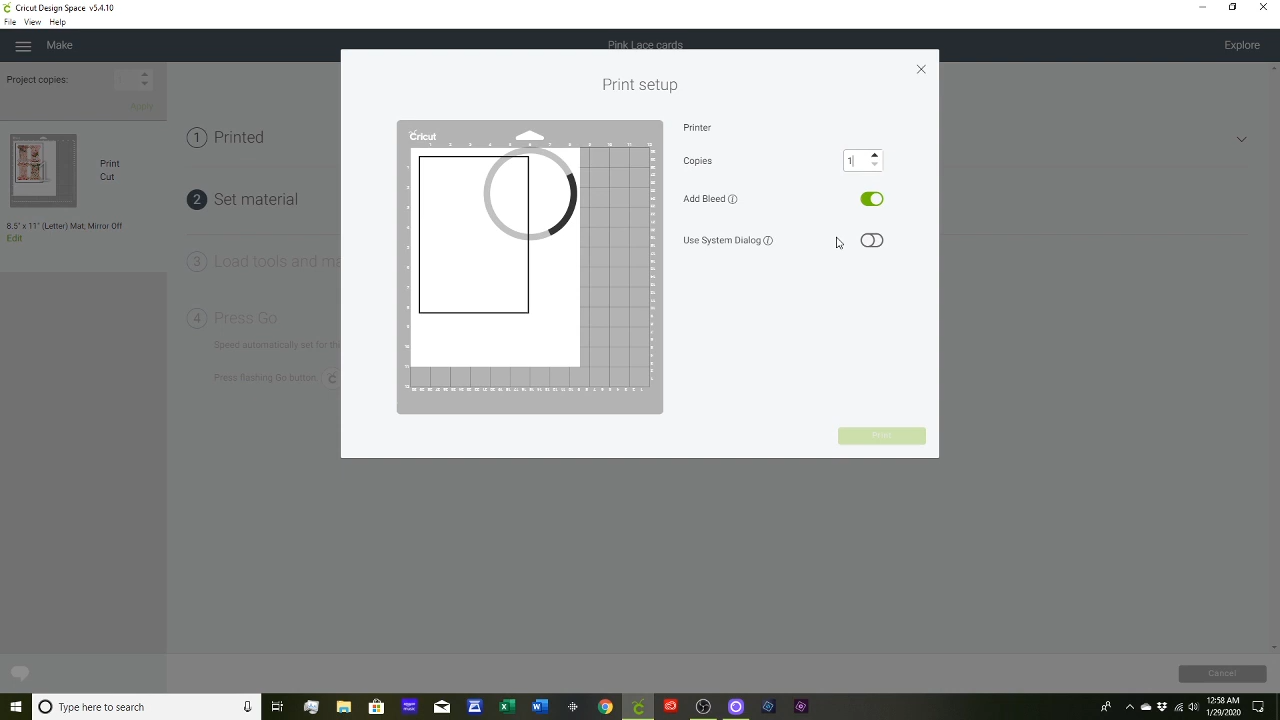 Cricut Design Space v5.4.10
File View Help
Make
Pink Lace cards
Explore
Project copies:
Apply
Print
Cut
8.5" x 11" (Letter) Mat, Mirror Off
Edit
1 Printed
2 Set material
3 Load tools and ma
4 Press Go
Speed automatically set for thi
Press flashing Go button.
Print setup
Cricut
Printer
Copies
1
Add Bleed
Use System Dialog
Print
Cancel
Type here to search
12:58 AM
1/29/2020